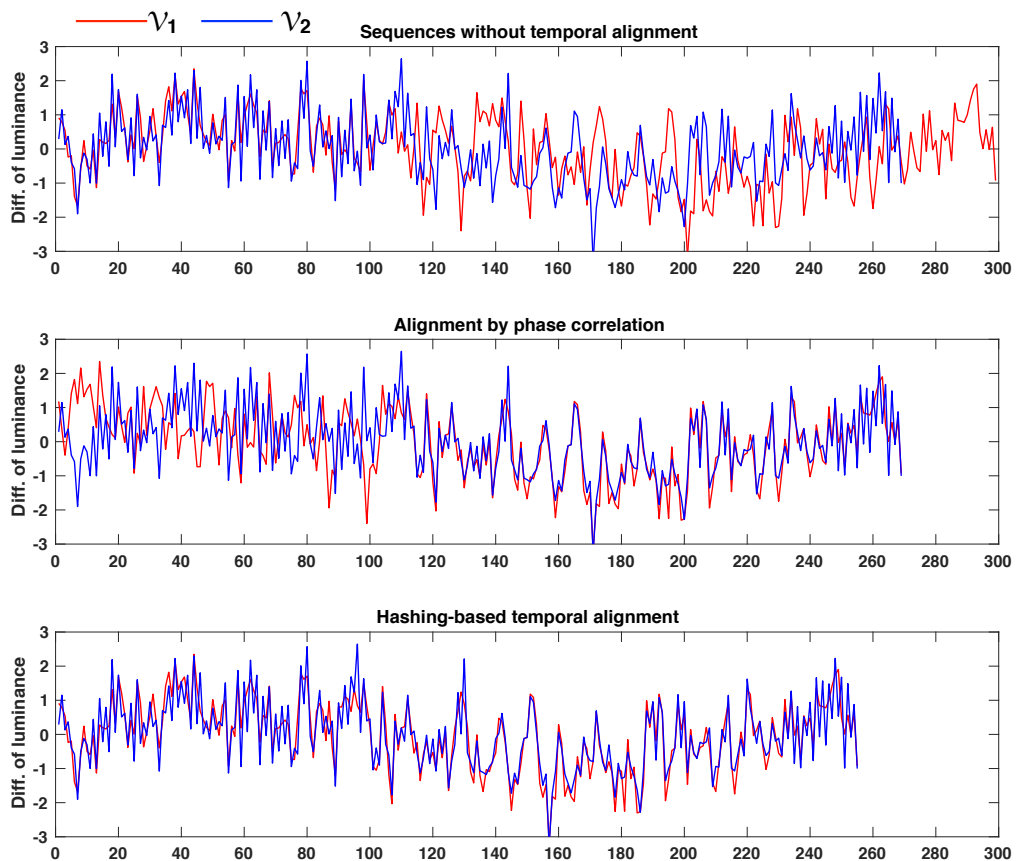 𝒱₁ 𝒱₂
Sequences without temporal alignment
3
2
1
0
-1
-2
-3
Diff. of luminance
0 20 40 60 80 100 120 140 160 180 200 220 240 260 280 300
Alignment by phase correlation
3
2
1
0
-1
-2
-3
Diff. of luminance
0 20 40 60 80 100 120 140 160 180 200 220 240 260 280 300
Hashing-based temporal alignment
3
2
1
0
-1
-2
-3
Diff. of luminance
0 20 40 60 80 100 120 140 160 180 200 220 240 260 280 300